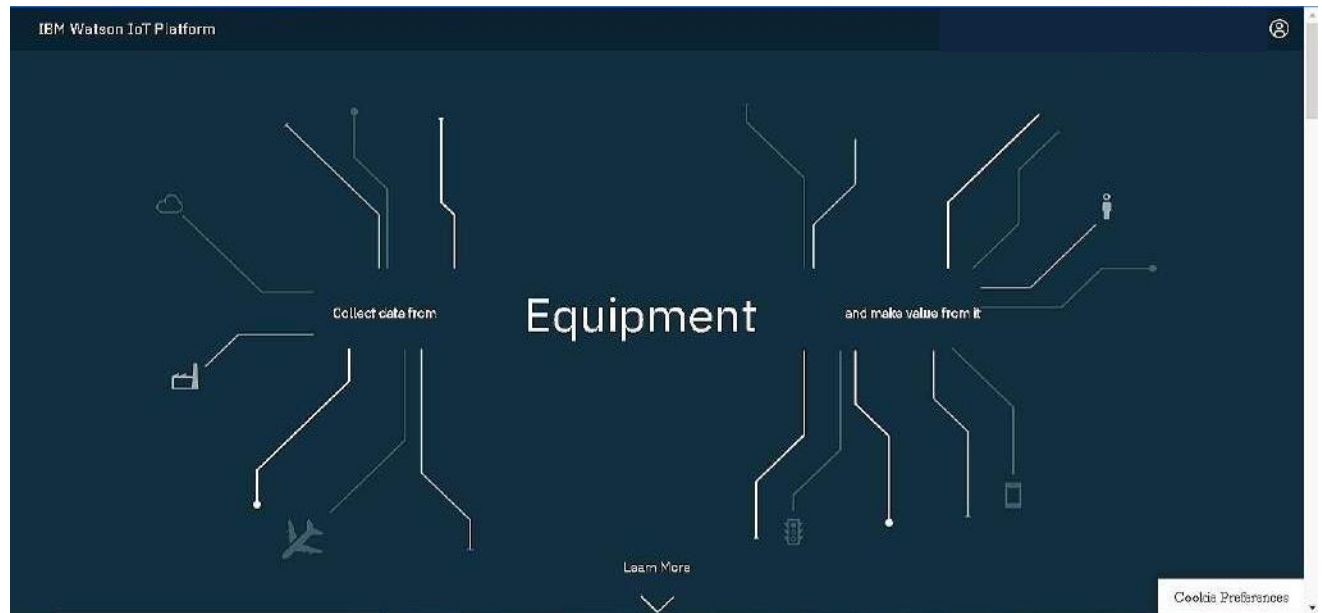 IBM Watson IoT Platform
Collect data from
Equipment
and make value from it
Learn More
Cookie Preferences